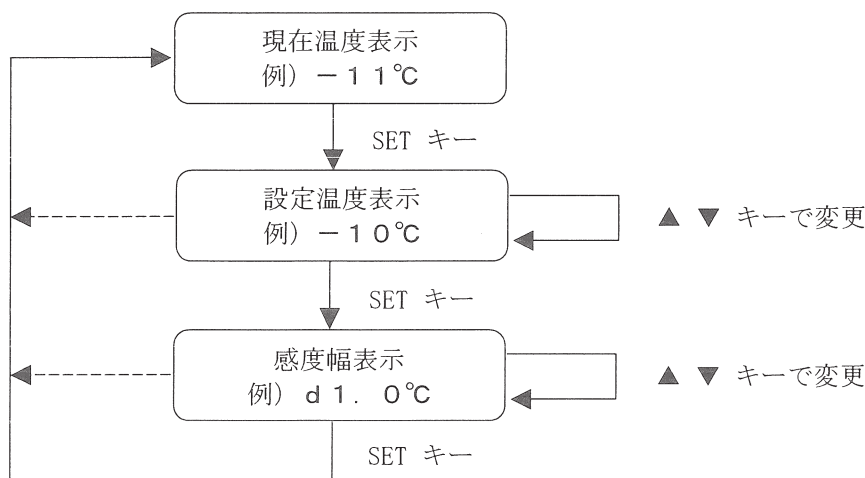 現在温度表示
例) －１１℃
SET キー
設定温度表示
例) －１０℃
▲ ▼ キーで変更
SET キー
感度幅表示
例) ｄ１．０℃
▲ ▼ キーで変更
SET キー